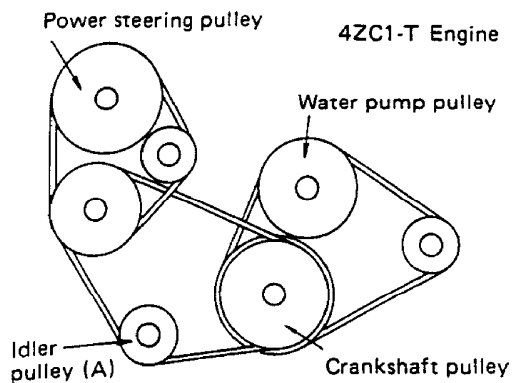 Power steering pulley
4ZC1-T Engine
Water pump pulley
Idler
pulley (A)
Crankshaft pulley